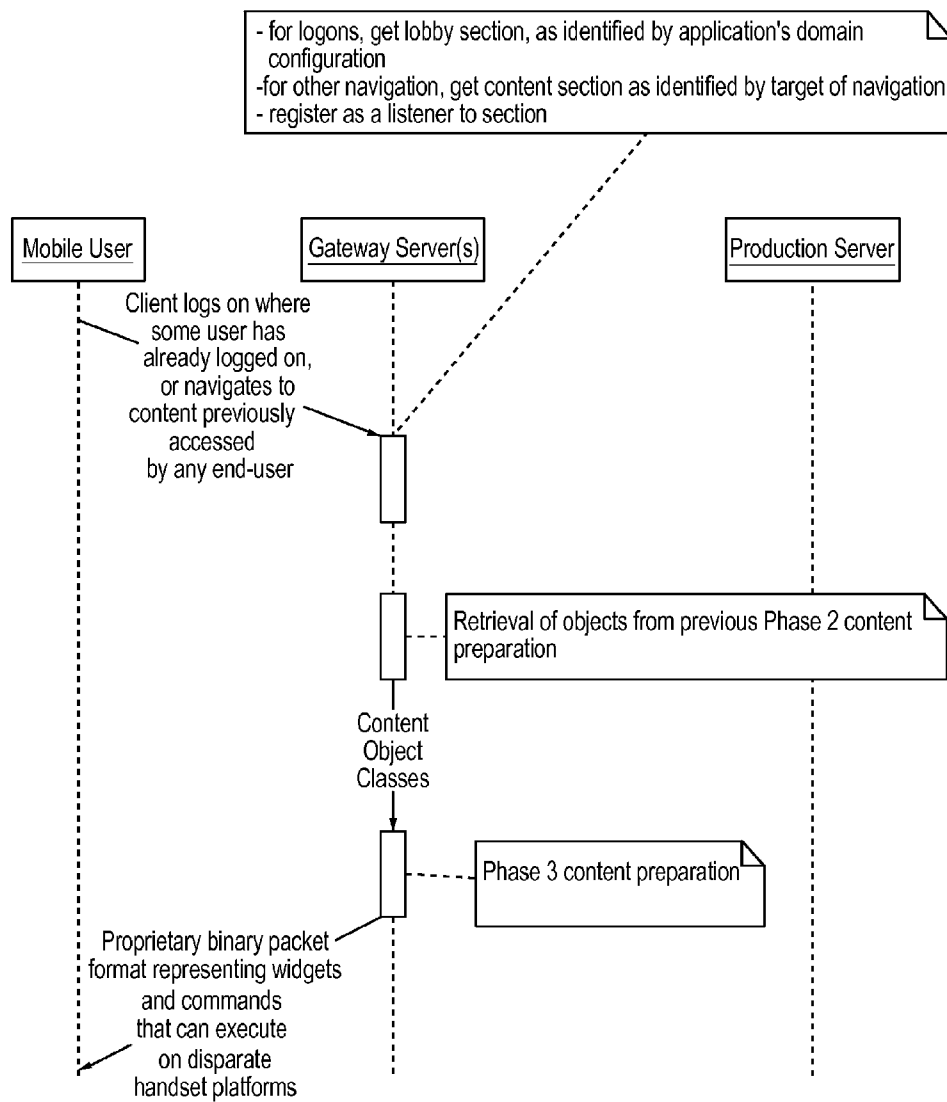 - for logons, get lobby section, as identified by application's domain
configuration
-for other navigation, get content section as identified by target of navigation
- register as a listener to section
Mobile User
Gateway Server(s)
Production Server
Client logs on where
some user has
already logged on,
or navigates to
content previously
accessed
by any end-user
Retrieval of objects from previous Phase 2 content
preparation
Content
Object
Classes
Phase 3 content preparation
Proprietary binary packet
format representing widgets
and commands
that can execute
on disparate
handset platforms